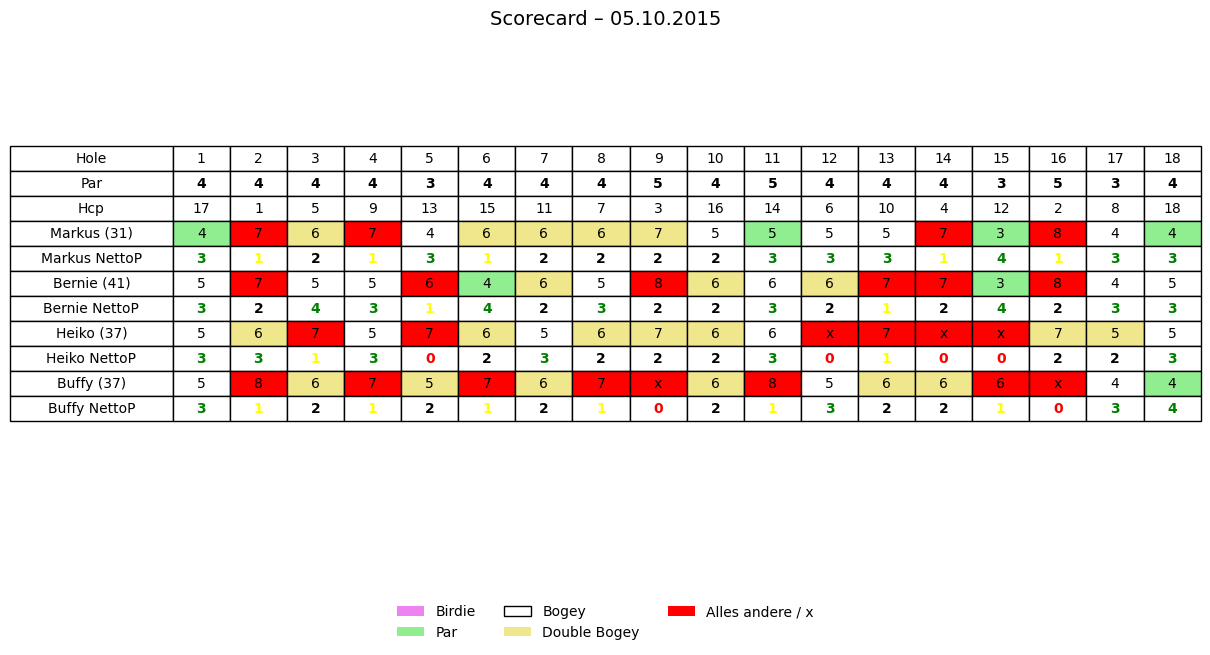 Scorecard – 05.10.2015
Hole 1 2 3 4 5 6 7 8 9 10 11 12 13 14 15 16 17 18
Par 4 4 4 4 3 4 4 4 5 4 5 4 4 4 3 5 3 4
Hcp 17 1 5 9 13 15 11 7 3 16 14 6 10 4 12 2 8 18
Markus (31) 4 7 6 7 4 6 6 6 7 5 5 5 5 7 3 8 4 4
Markus NettoP 3 1 2 1 3 1 2 2 2 2 3 3 3 1 4 1 3 3
Bernie (41) 5 7 5 5 6 4 6 5 8 6 6 6 7 7 3 8 4 5
Bernie NettoP 3 2 4 3 1 4 2 3 2 2 3 2 1 2 4 2 3 3
Heiko (37) 5 6 7 5 7 6 5 6 7 6 6 x 7 x x 7 5 5
Heiko NettoP 3 3 1 3 0 2 3 2 2 2 3 0 1 0 0 2 2 3
Buffy (37) 5 8 6 7 5 7 6 7 x 6 8 5 6 6 6 x 4 4
Buffy NettoP 3 1 2 1 2 1 2 1 0 2 1 3 2 2 1 0 3 4
Birdie Bogey Alles andere / x
Par Double Bogey